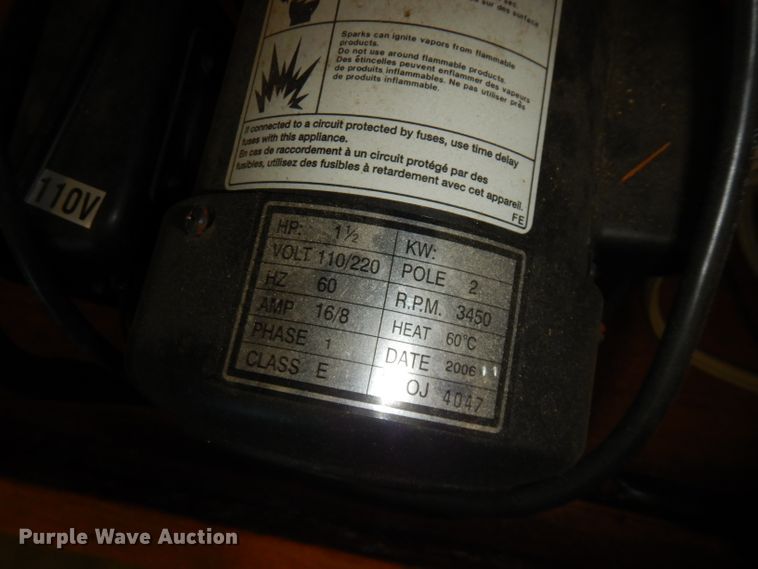 sec.
sur des surface
Sparks can ignite vapors from flammable
products.
Do not use around flammable products.
Des étincelles peuvent enflammer des vapeurs
de produits inflammables. Ne pas utiliser près
de produits inflammable.
If connected to a circuit protected by fuses, use time delay
fuses with this appliance.
En cas de raccordement à un circuit protégé par des
fusibles, utilisez des fusibles à retardement avec cet appareil.
FE
110V
HP: 1½ KW:
VOLT 110/220 POLE 2
HZ 60 R.P.M. 3450
AMP 16/8 HEAT 60°C
PHASE 1 DATE 2006
CLASS E OJ 4047
Purple Wave Auction